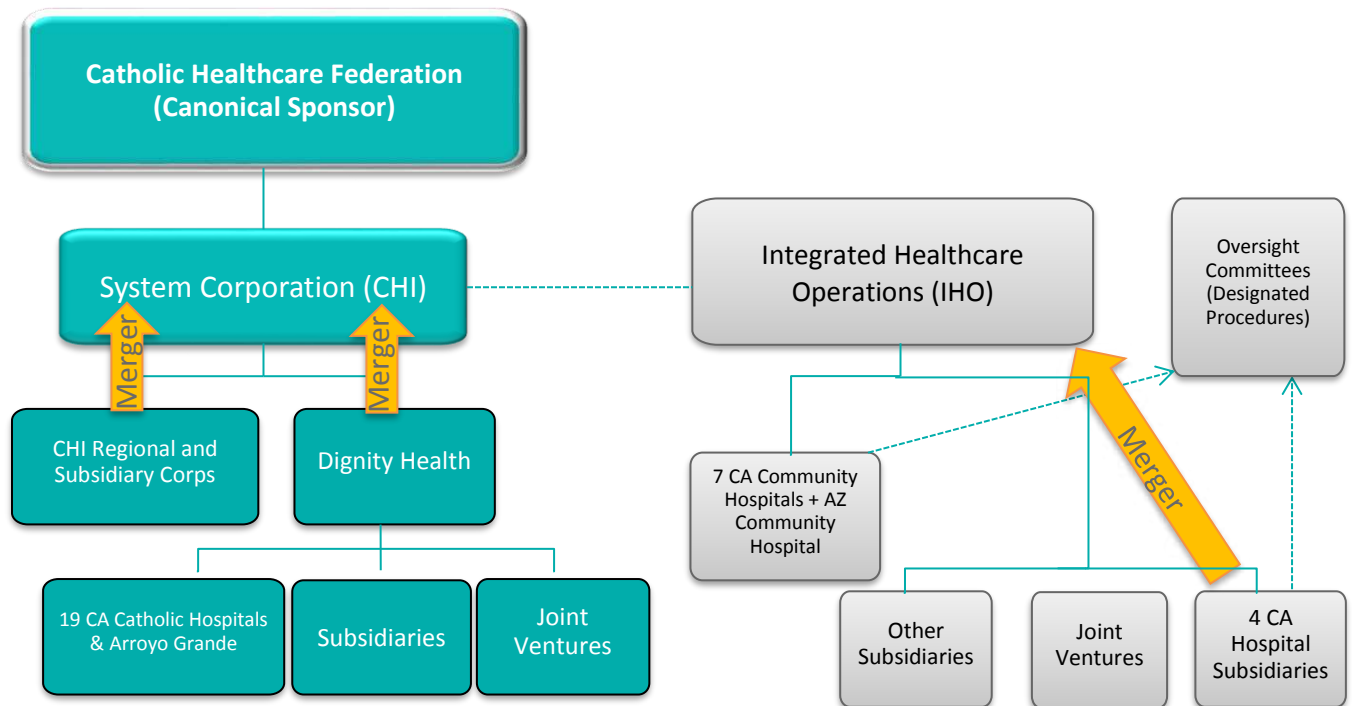 Catholic Healthcare Federation
(Canonical Sponsor)
System Corporation (CHI)
Integrated Healthcare
Operations (IHO)
Oversight
Committees
(Designated
Procedures)
Merger
Merger
Merger
CHI Regional and
Subsidiary Corps
Dignity Health
7 CA Community
Hospitals + AZ
Community
Hospital
19 CA Catholic Hospitals
& Arroyo Grande
Subsidiaries
Joint
Ventures
Other
Subsidiaries
Joint
Ventures
4 CA
Hospital
Subsidiaries